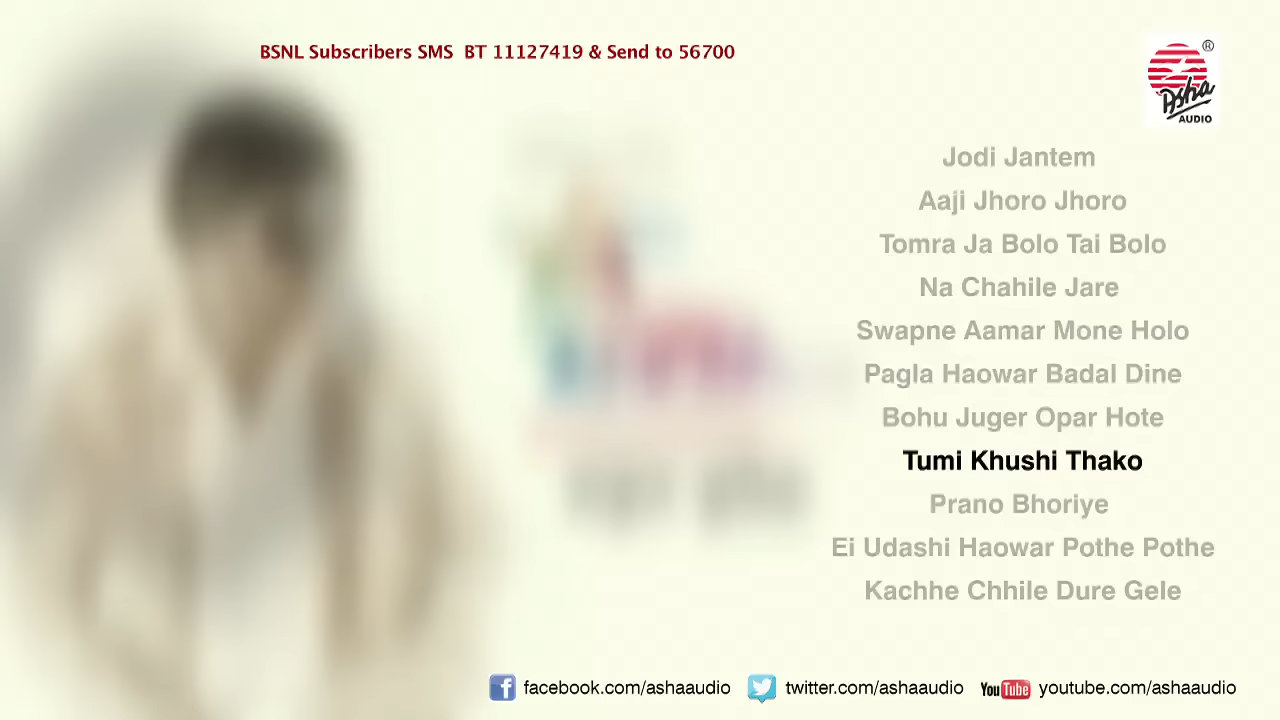 BSNL Subscribers SMS BT 11127419 & Send to 56700
®
Asha
AUDIO
Jodi Jantem
Aaji Jhoro Jhoro
Tomra Ja Bolo Tai Bolo
Na Chahile Jare
Swapne Aamar Mone Holo
Pagla Haowar Badal Dine
Bohu Juger Opar Hote
Tumi Khushi Thako
Prano Bhoriye
Ei Udashi Haowar Pothe Pothe
Kachhe Chhile Dure Gele
f facebook.com/ashaaudio twitter.com/ashaaudio You Tube youtube.com/ashaaudio